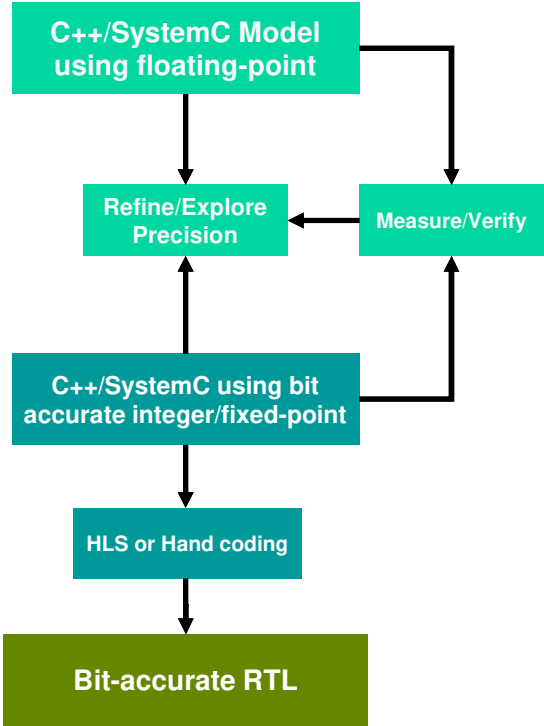 C++/SystemC Model
using floating-point
Refine/Explore
Precision
Measure/Verify
C++/SystemC using bit
accurate integer/fixed-point
HLS or Hand coding
Bit-accurate RTL